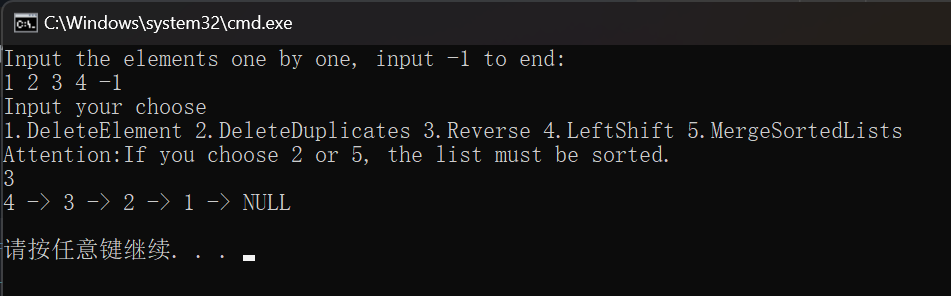 C:\Windows\system32\cmd.exe
Input the elements one by one, input -1 to end:
1 2 3 4 -1
Input your choose
1.DeleteElement 2.DeleteDuplicates 3.Reverse 4.LeftShift 5.MergeSortedLists
Attention:If you choose 2 or 5, the list must be sorted.
3
4 -> 3 -> 2 -> 1 -> NULL
请按任意键继续. . .